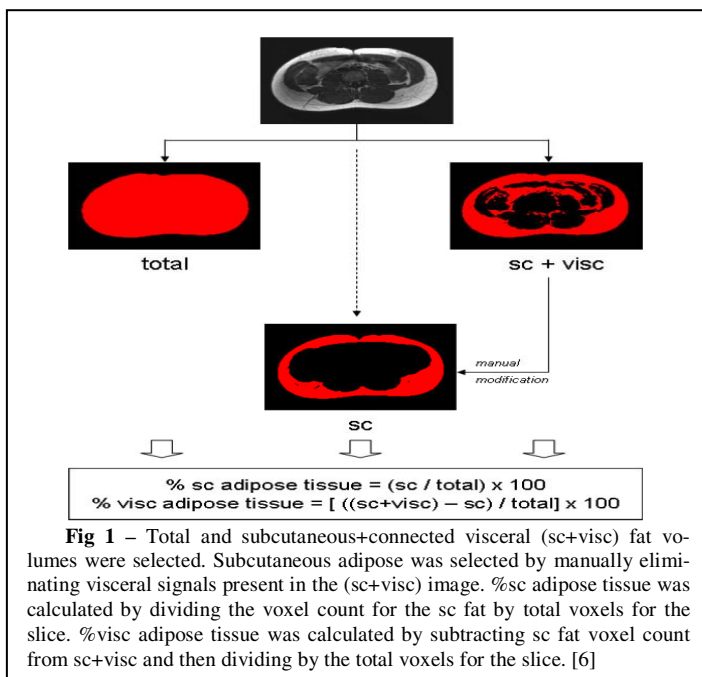 total
sc + visc
manual
modification
sc
% sc adipose tissue = (sc / total) x 100
% visc adipose tissue = [ ((sc+visc) – sc) / total] x 100
Fig 1 – Total and subcutaneous+connected visceral (sc+visc) fat vo-
lumes were selected. Subcutaneous adipose was selected by manually elimi-
nating visceral signals present in the (sc+visc) image. %sc adipose tissue was
calculated by dividing the voxel count for the sc fat by total voxels for the
slice. %visc adipose tissue was calculated by subtracting sc fat voxel count
from sc+visc and then dividing by the total voxels for the slice. [6]